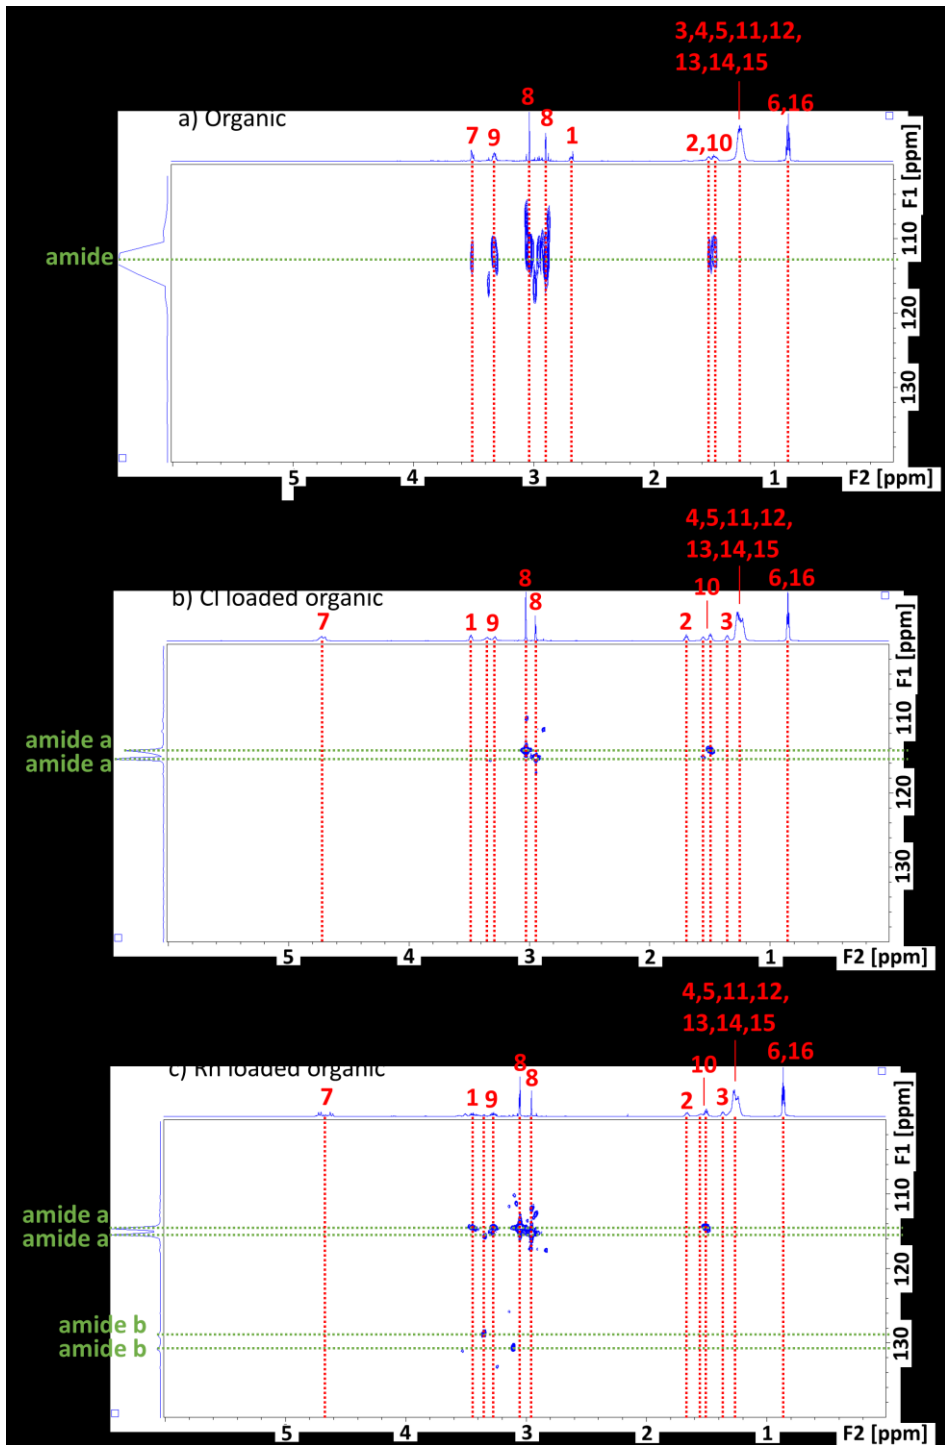 3,4,5,11,12,
13,14,15
8
6,16
a) Organic
8
7 9 1 2,10
amide
F1 [ppm]
110
120
130
5 4 3 2 1 F2 [ppm]
4,5,11,12,
13,14,15
8 10 6,16
b) Cl loaded organic
8
7 1 9 2 3
amide a
amide a
F1 [ppm]
110
120
130
5 4 3 2 1 F2 [ppm]
4,5,11,12,
13,14,15
8 10 6,16
c) Rh loaded organic
8
7 1 9 2 3
amide a
amide a
amide b
amide b
F1 [ppm]
110
120
130
5 4 3 2 1 F2 [ppm]